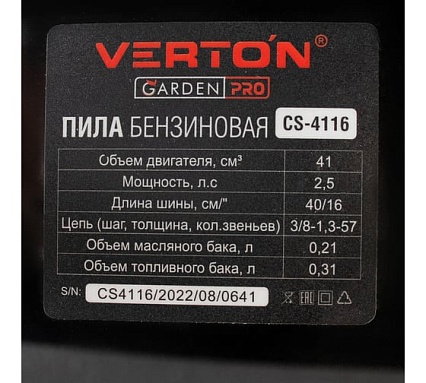 VERTON®
GARDEN PRO
ПИЛА БЕНЗИНОВАЯ CS-4116
Объем двигателя, см³ 41
Мощность, л.с 2,5
Длина шины, см/" 40/16
Цепь (шаг, толщина, кол.звеньев) 3/8-1,3-57
Объем масляного бака, л 0,21
Объем топливного бака, л 0,31
S/N: CS4116/2022/08/0641 EAC